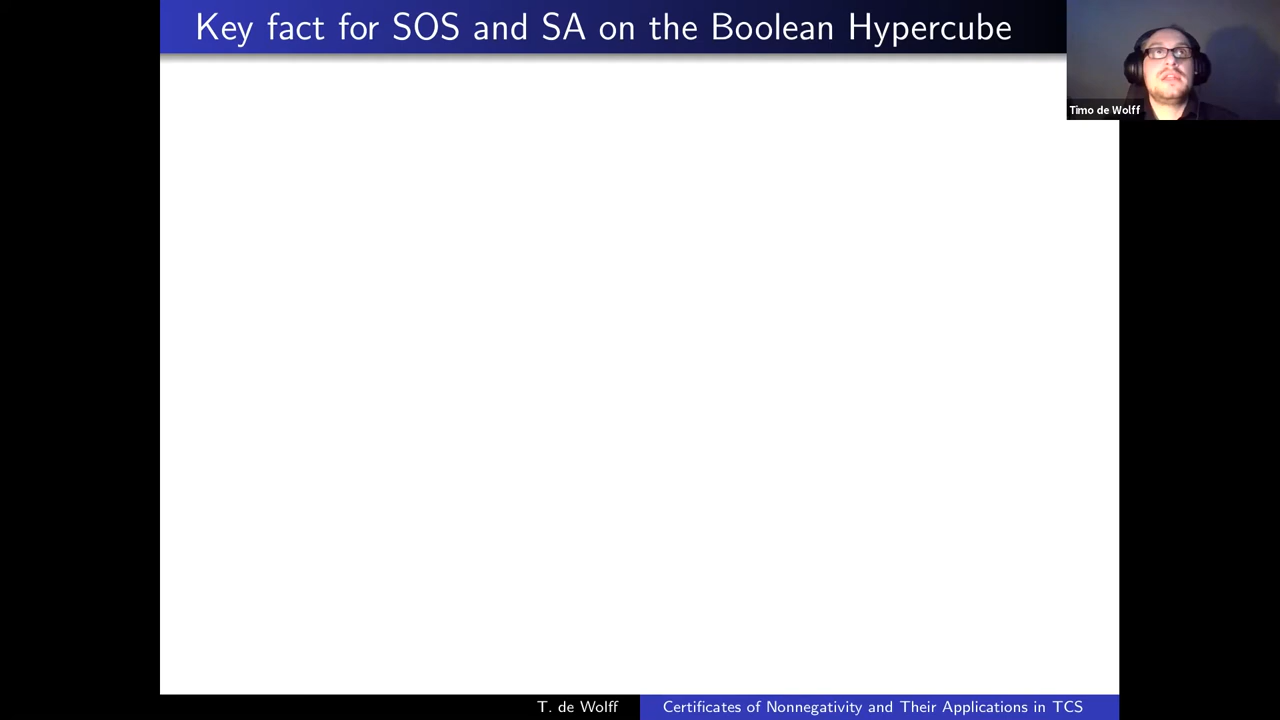 Key fact for SOS and SA on the Boolean Hypercube
Timo de Wolff
T. de Wolff
Certificates of Nonnegativity and Their Applications in TCS